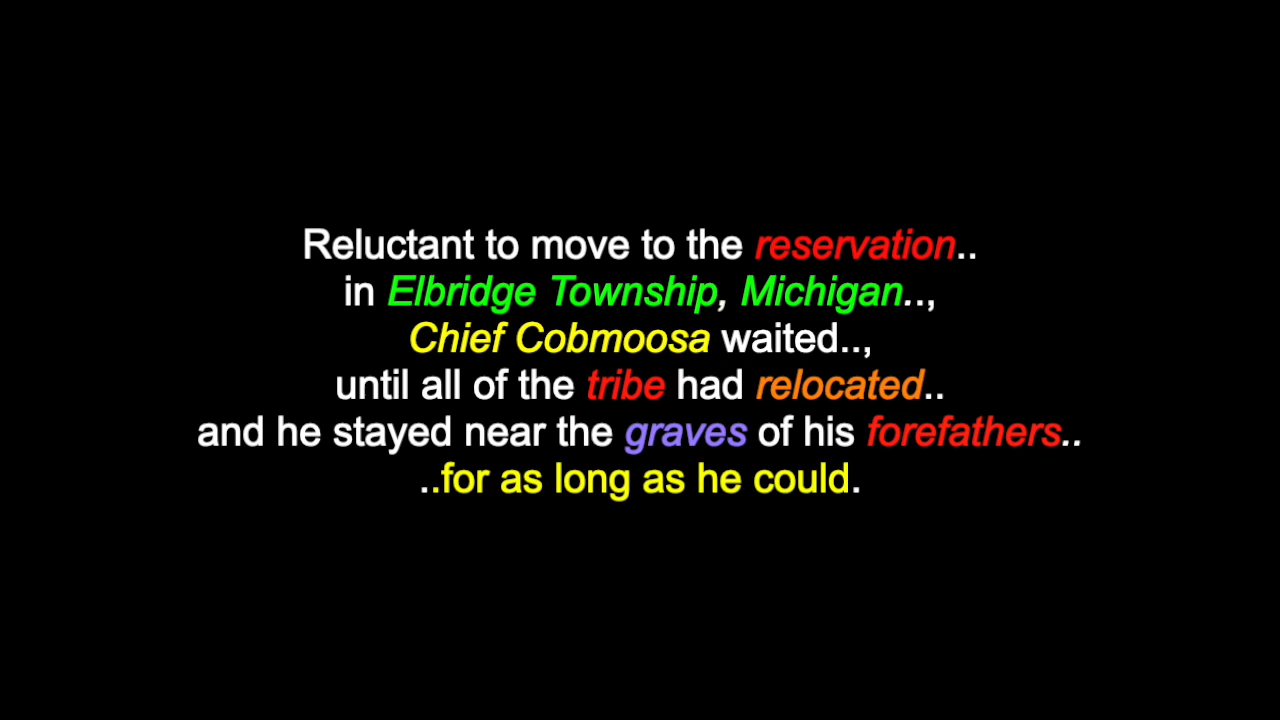 Reluctant to move to the reservation..
in Elbridge Township, Michigan..,
Chief Cobmoosa waited..,
until all of the tribe had relocated..
and he stayed near the graves of his forefathers..
..for as long as he could.